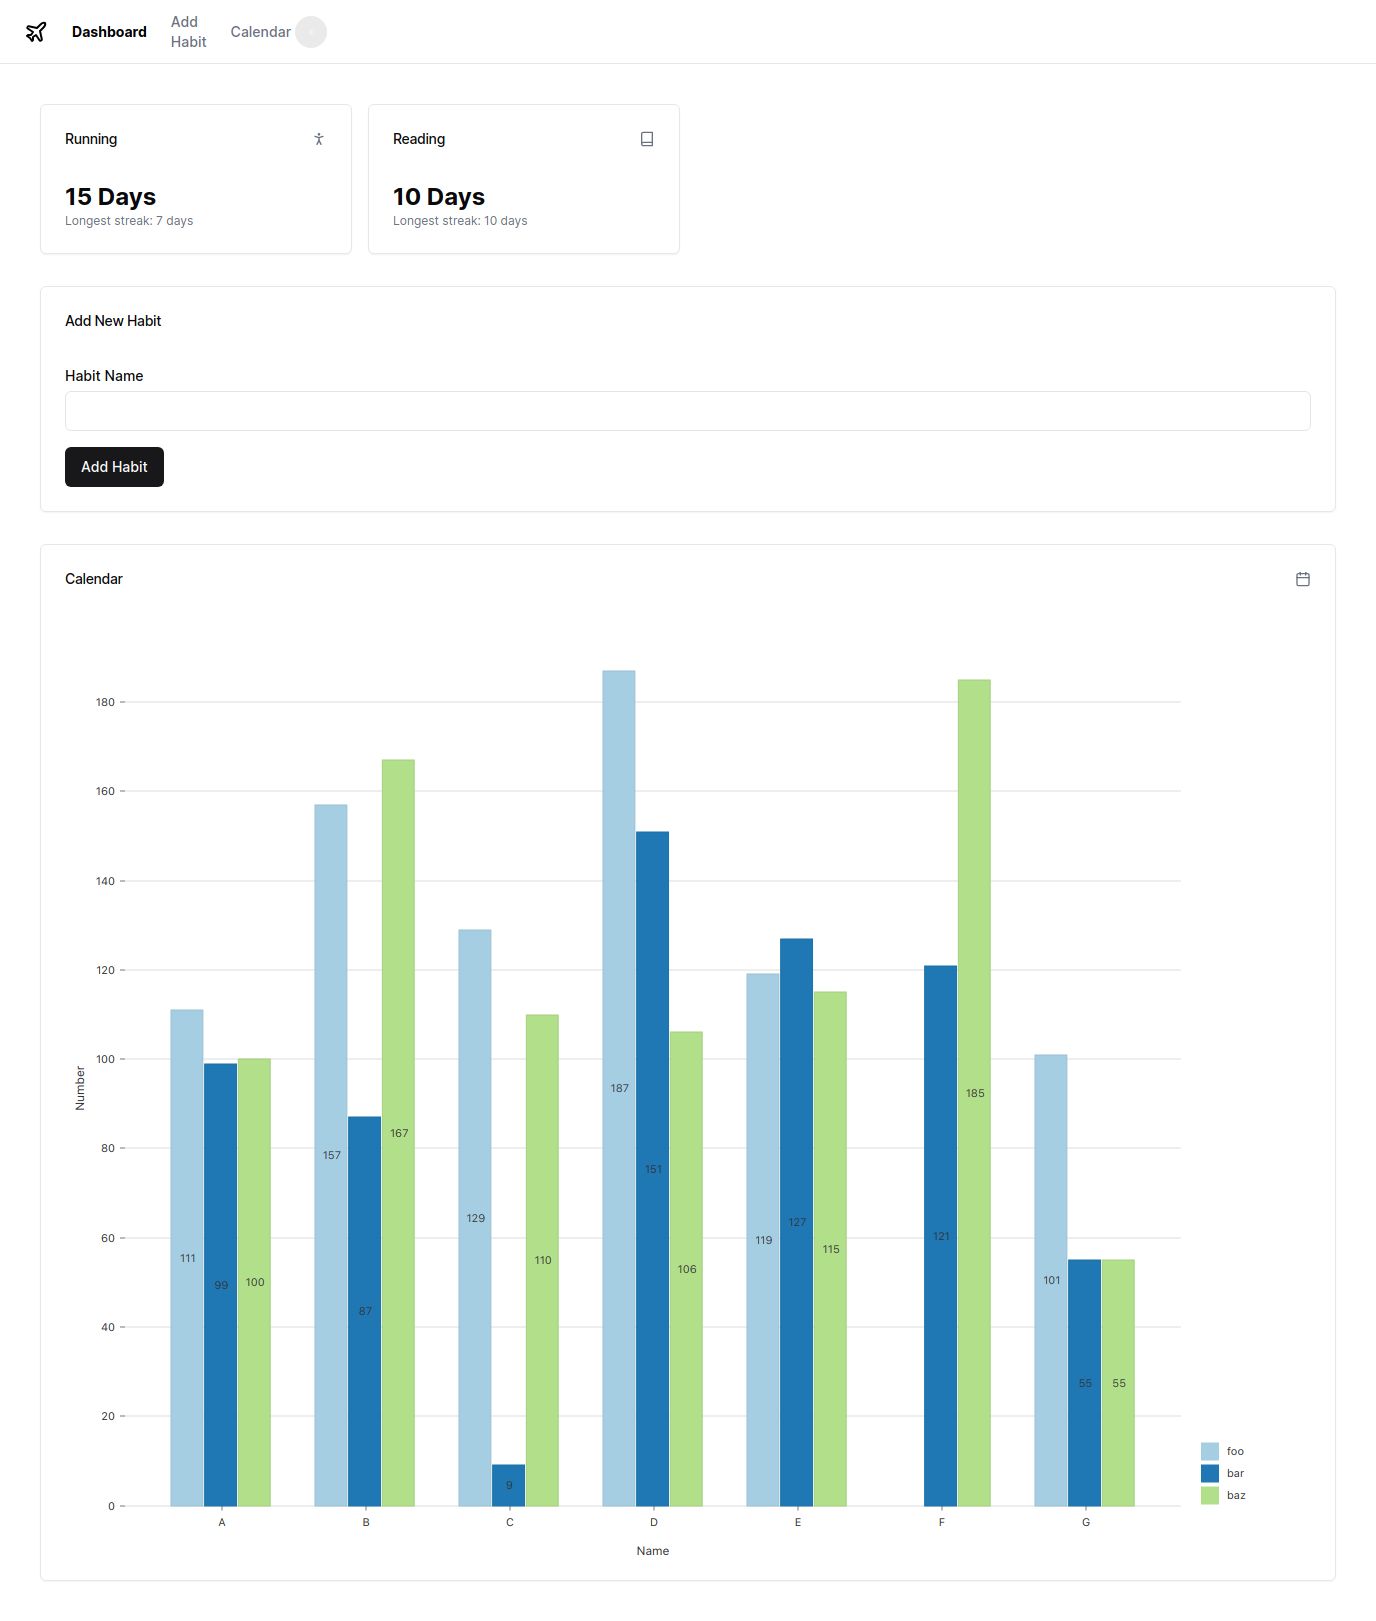 Dashboard
Add
Habit
Calendar
Running
15 Days
Longest streak: 7 days
Reading
10 Days
Longest streak: 10 days
Add New Habit
Habit Name
Add Habit
Calendar
180
160
140
120
100
80
60
40
20
0
Number
111
99
100
157
87
167
129
9
110
187
151
106
119
127
115
121
185
101
55
55
A
B
C
D
E
F
G
Name
foo
bar
baz